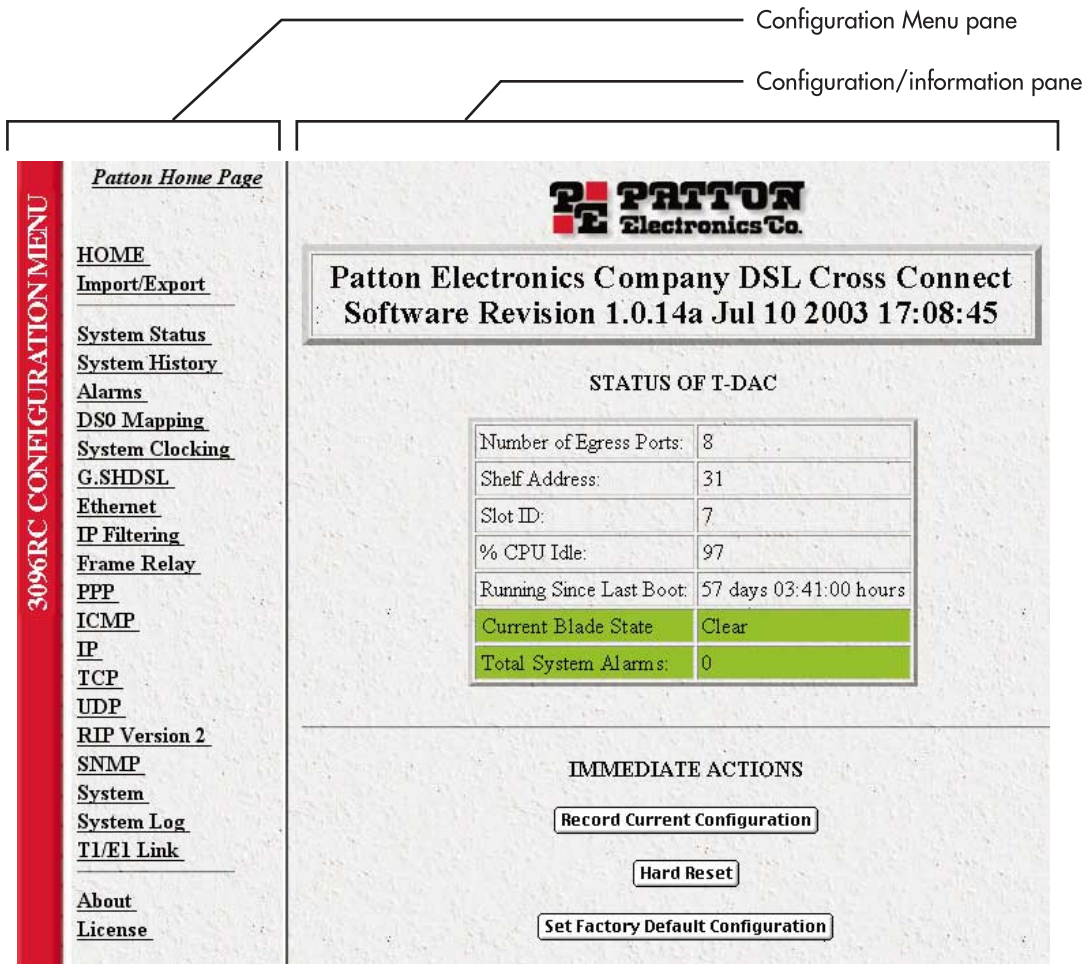 Configuration Menu pane
Configuration/information pane
3096RC CONFIGURATION MENU
Patton Home Page
HOME
Import/Export
System Status
System History
Alarms
DS0 Mapping
System Clocking
G.SHDSL
Ethernet
IP Filtering
Frame Relay
PPP
ICMP
IP
TCP
UDP
RIP Version 2
SNMP
System
System Log
T1/E1 Link
About
License
PE PATTON
Electronics Co.
Patton Electronics Company DSL Cross Connect
Software Revision 1.0.14a Jul 10 2003 17:08:45
STATUS OF T-DAC
Number of Egress Ports: 8
Shelf Address: 31
Slot ID: 7
% CPU Idle: 97
Running Since Last Boot: 57 days 03:41:00 hours
Current Blade State Clear
Total System Alarms: 0
IMMEDIATE ACTIONS
Record Current Configuration
Hard Reset
Set Factory Default Configuration